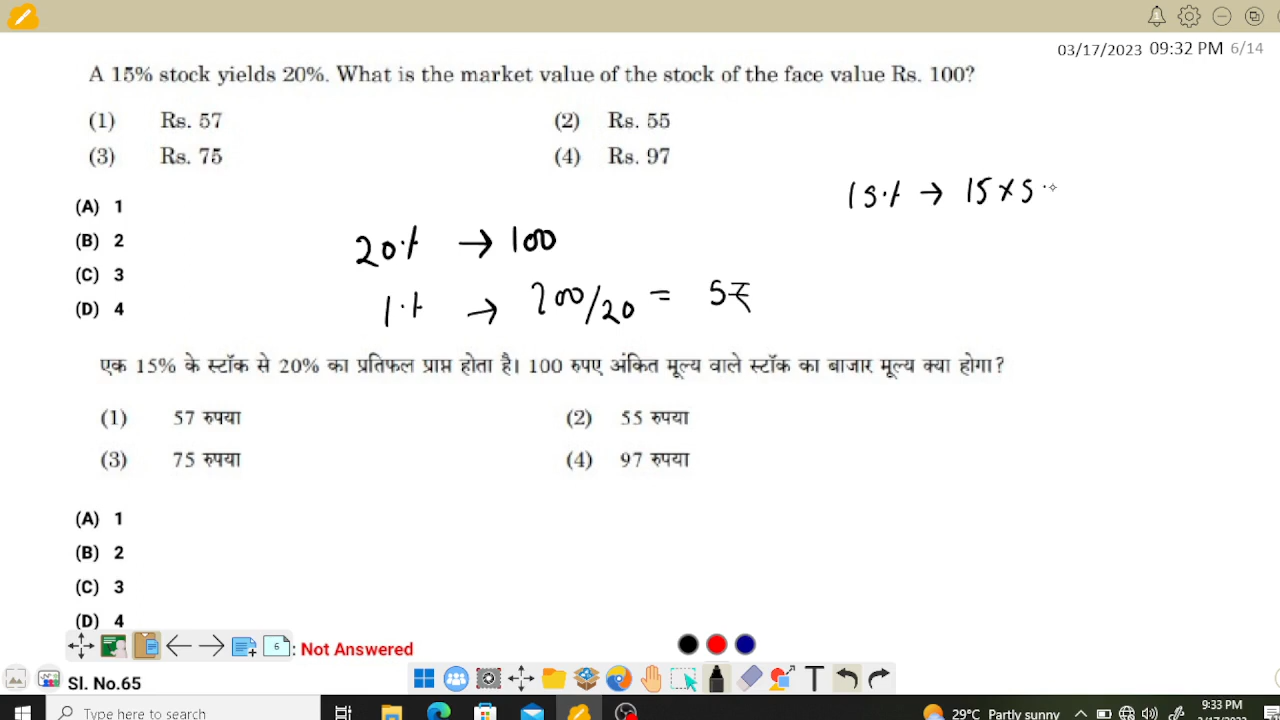 03/17/2023 09:32 PM 6/14
A 15% stock yields 20%. What is the market value of the stock of the face value Rs. 100?
(1) Rs. 57 (2) Rs. 55
(3) Rs. 75 (4) Rs. 97
15% → 15×5
(A) 1
(B) 2
20% → 100
(C) 3
1% → 200/20 = 5₹
(D) 4
एक 15% के स्टॉक से 20% का प्रतिफल प्राप्त होता है। 100 रुपए अंकित मूल्य वाले स्टॉक का बाजार मूल्य क्या होगा?
(1) 57 रुपया (2) 55 रुपया
(3) 75 रुपया (4) 97 रुपया
(A) 1
(B) 2
(C) 3
(D) 4
6 : Not Answered
Sl. No.65
T
Type here to search
29°C Partly sunny
9:33 PM